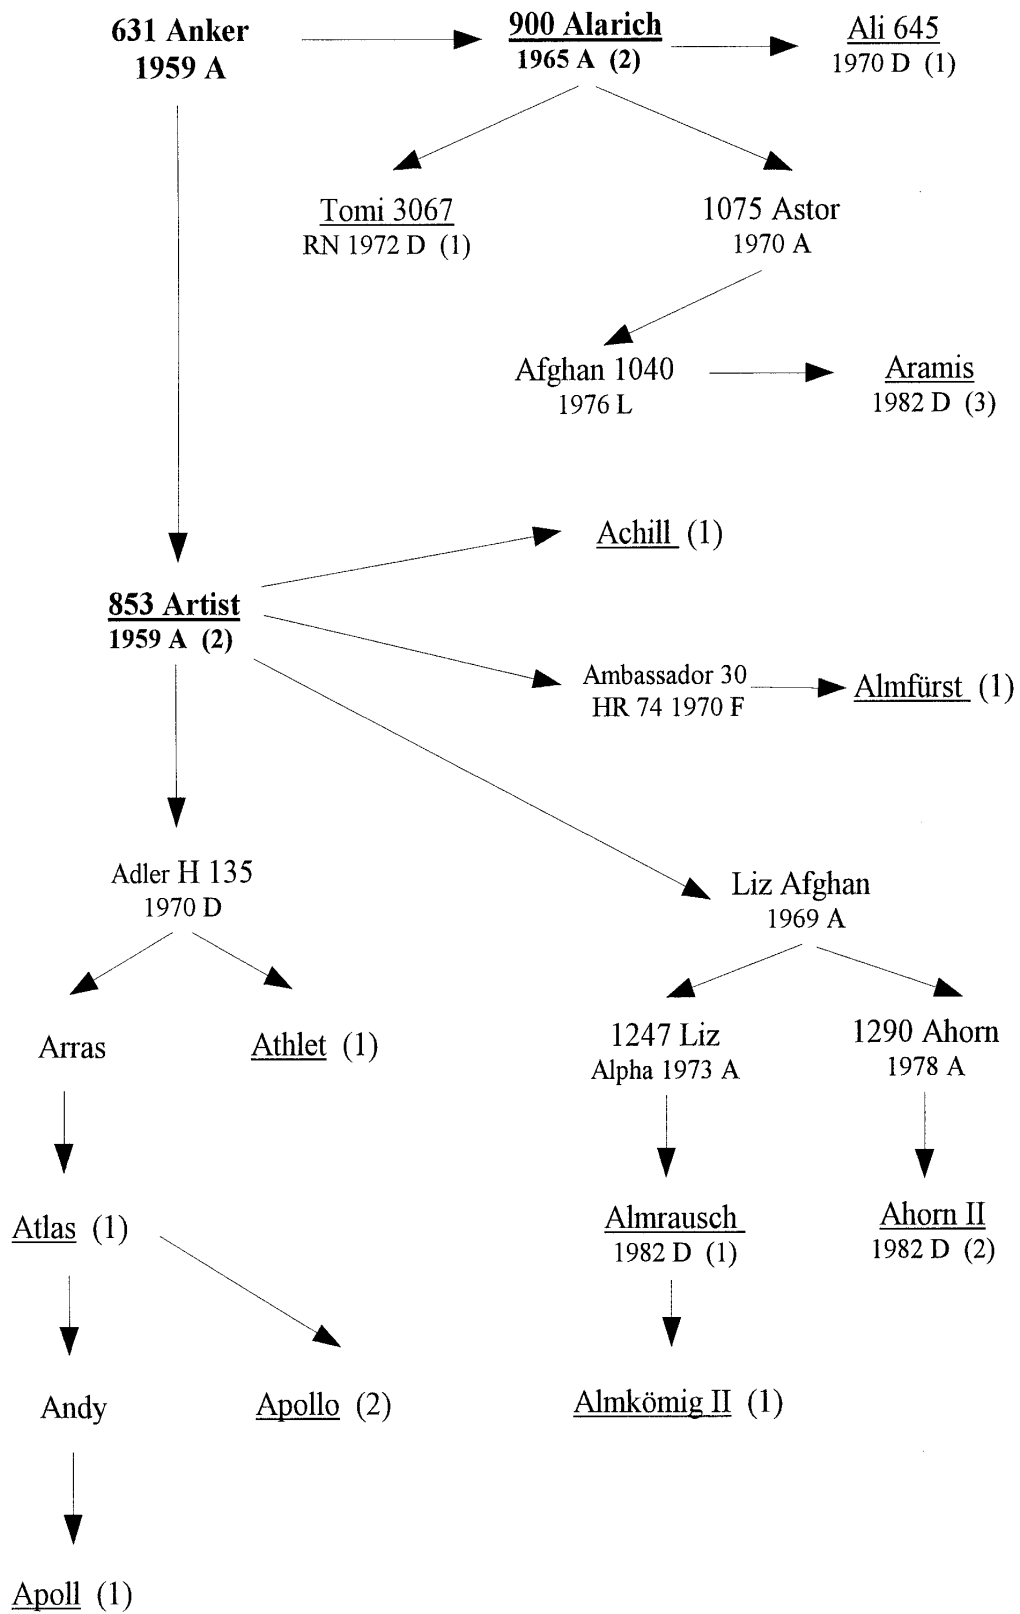 631 Anker
1959 A
900 Alarich
1965 A (2)
Ali 645
1970 D (1)
Tomi 3067
RN 1972 D (1)
1075 Astor
1970 A
Afghan 1040
1976 L
Aramis
1982 D (3)
Achill (1)
853 Artist
1959 A (2)
Ambassador 30
HR 74 1970 F
Almfürst (1)
Adler H 135
1970 D
Liz Afghan
1969 A
Arras
Athlet (1)
1247 Liz
Alpha 1973 A
1290 Ahorn
1978 A
Atlas (1)
Almrausch
1982 D (1)
Ahorn II
1982 D (2)
Andy
Apollo (2)
Almkömig II (1)
Apoll (1)